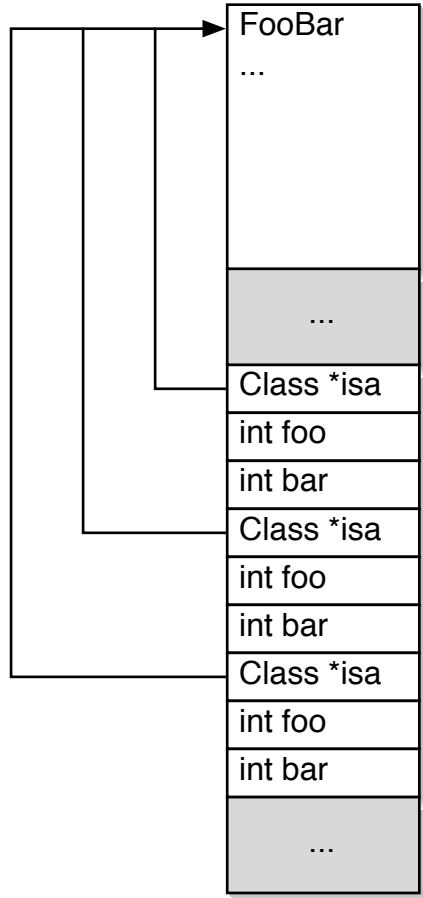 FooBar
...
...
Class *isa
int foo
int bar
Class *isa
int foo
int bar
Class *isa
int foo
int bar
...